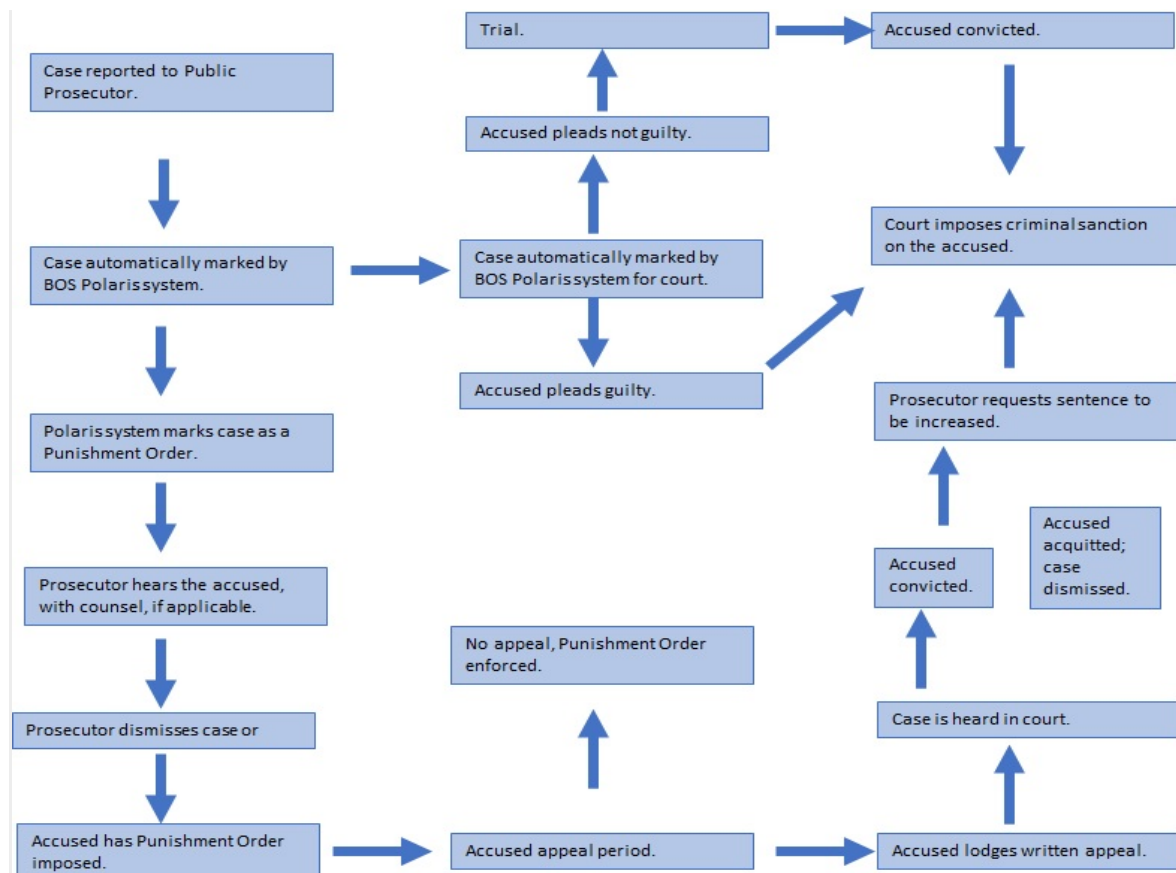 Trial.
Accused convicted.
Case reported to Public
Prosecutor.
Accused pleads not guilty.
Court imposes criminal sanction
on the accused.
Case automatically marked by
BOS Polaris system.
Case automatically marked by
BOS Polaris system for court.
Accused pleads guilty.
Prosecutor requests sentence to
be increased.
Polaris system marks case as a
Punishment Order.
Accused
acquitted;
case
dismissed.
Accused
convicted.
Prosecutor hears the accused,
with counsel, if applicable.
No appeal, Punishment Order
enforced.
Case is heard in court.
Prosecutor dismisses case or
Accused has Punishment Order
imposed.
Accused appeal period.
Accused lodges written appeal.